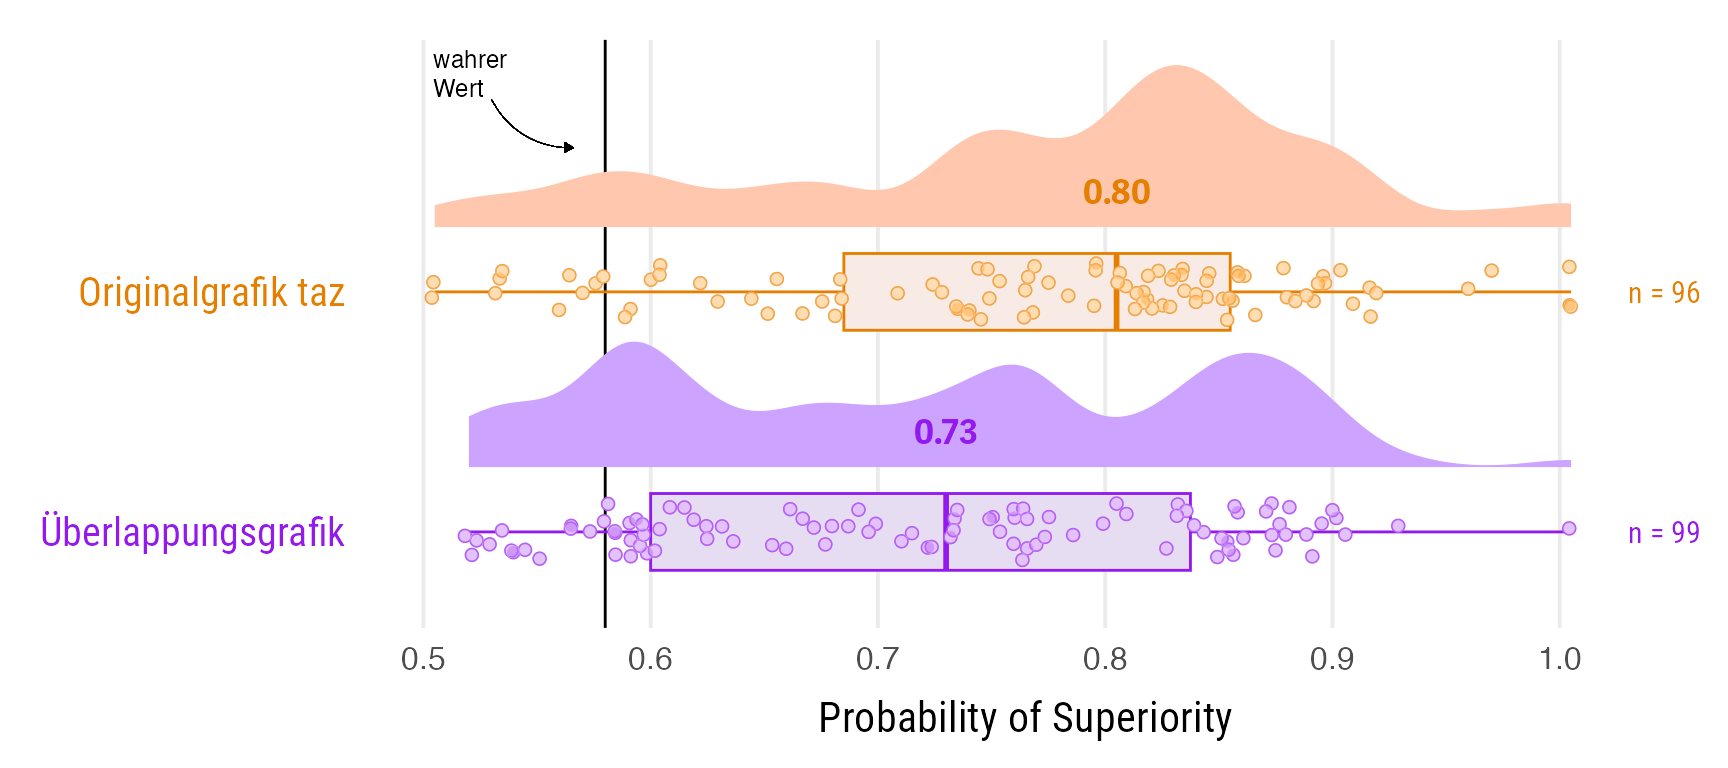 wahrer
Wert
0.80
Originalgrafik taz
n = 96
0.73
Überlappungsgrafik
n = 99
0.5 0.6 0.7 0.8 0.9 1.0
Probability of Superiority